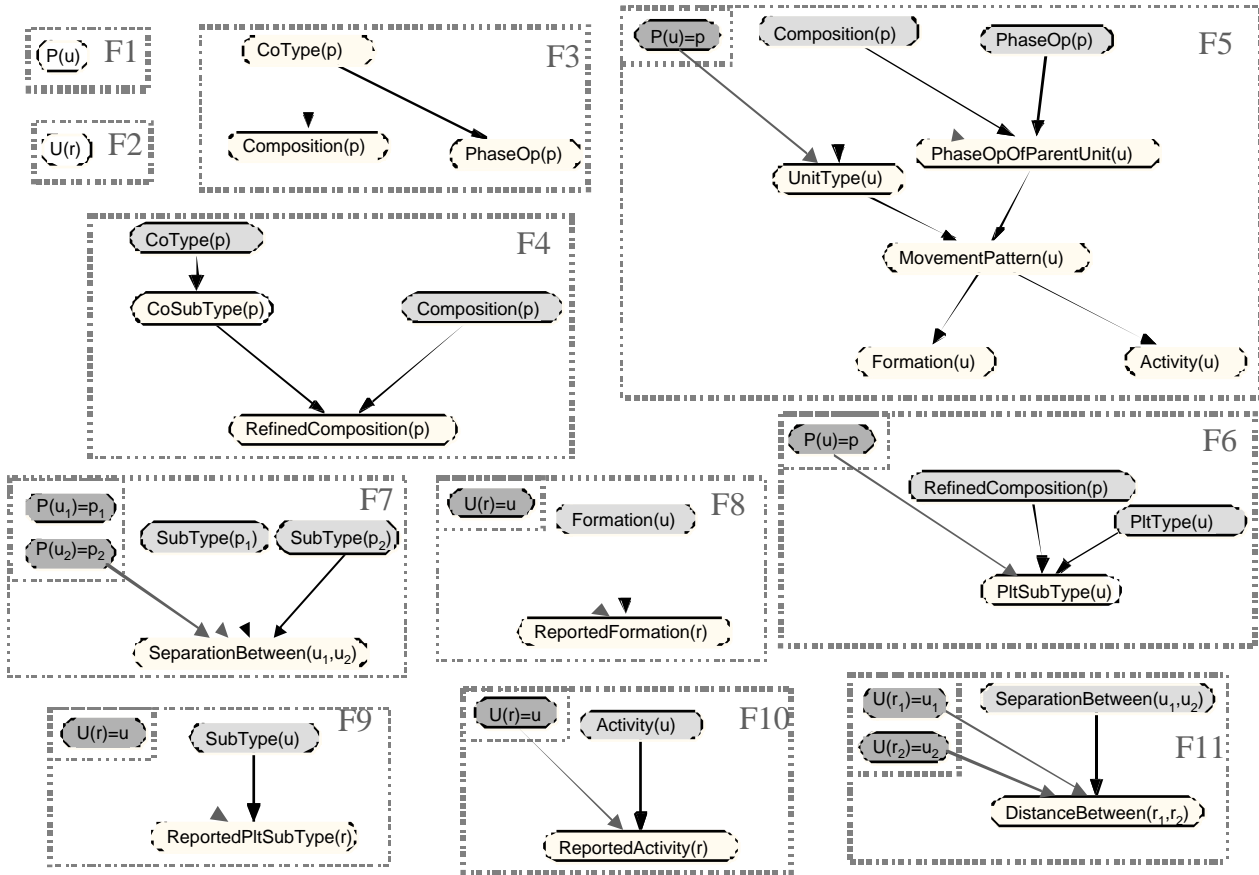 P(u)
F1
U(r)
F2
F3
CoType(p)
Composition(p)
PhaseOp(p)
F4
CoType(p)
CoSubType(p)
Composition(p)
RefinedComposition(p)
F5
P(u)=p
Composition(p)
PhaseOp(p)
PhaseOpOfParentUnit(u)
UnitType(u)
MovementPattern(u)
Formation(u)
Activity(u)
F6
P(u)=p
RefinedComposition(p)
PltType(u)
PltSubType(u)
F7
P(u₁)=p₁
P(u₂)=p₂
SubType(p₁)
SubType(p₂)
SeparationBetween(u₁,u₂)
F8
U(r)=u
Formation(u)
ReportedFormation(r)
F9
U(r)=u
SubType(u)
ReportedPltSubType(r)
F10
U(r)=u
Activity(u)
ReportedActivity(r)
F11
U(r₁)=u₁
U(r₂)=u₂
SeparationBetween(u₁,u₂)
DistanceBetween(r₁,r₂)